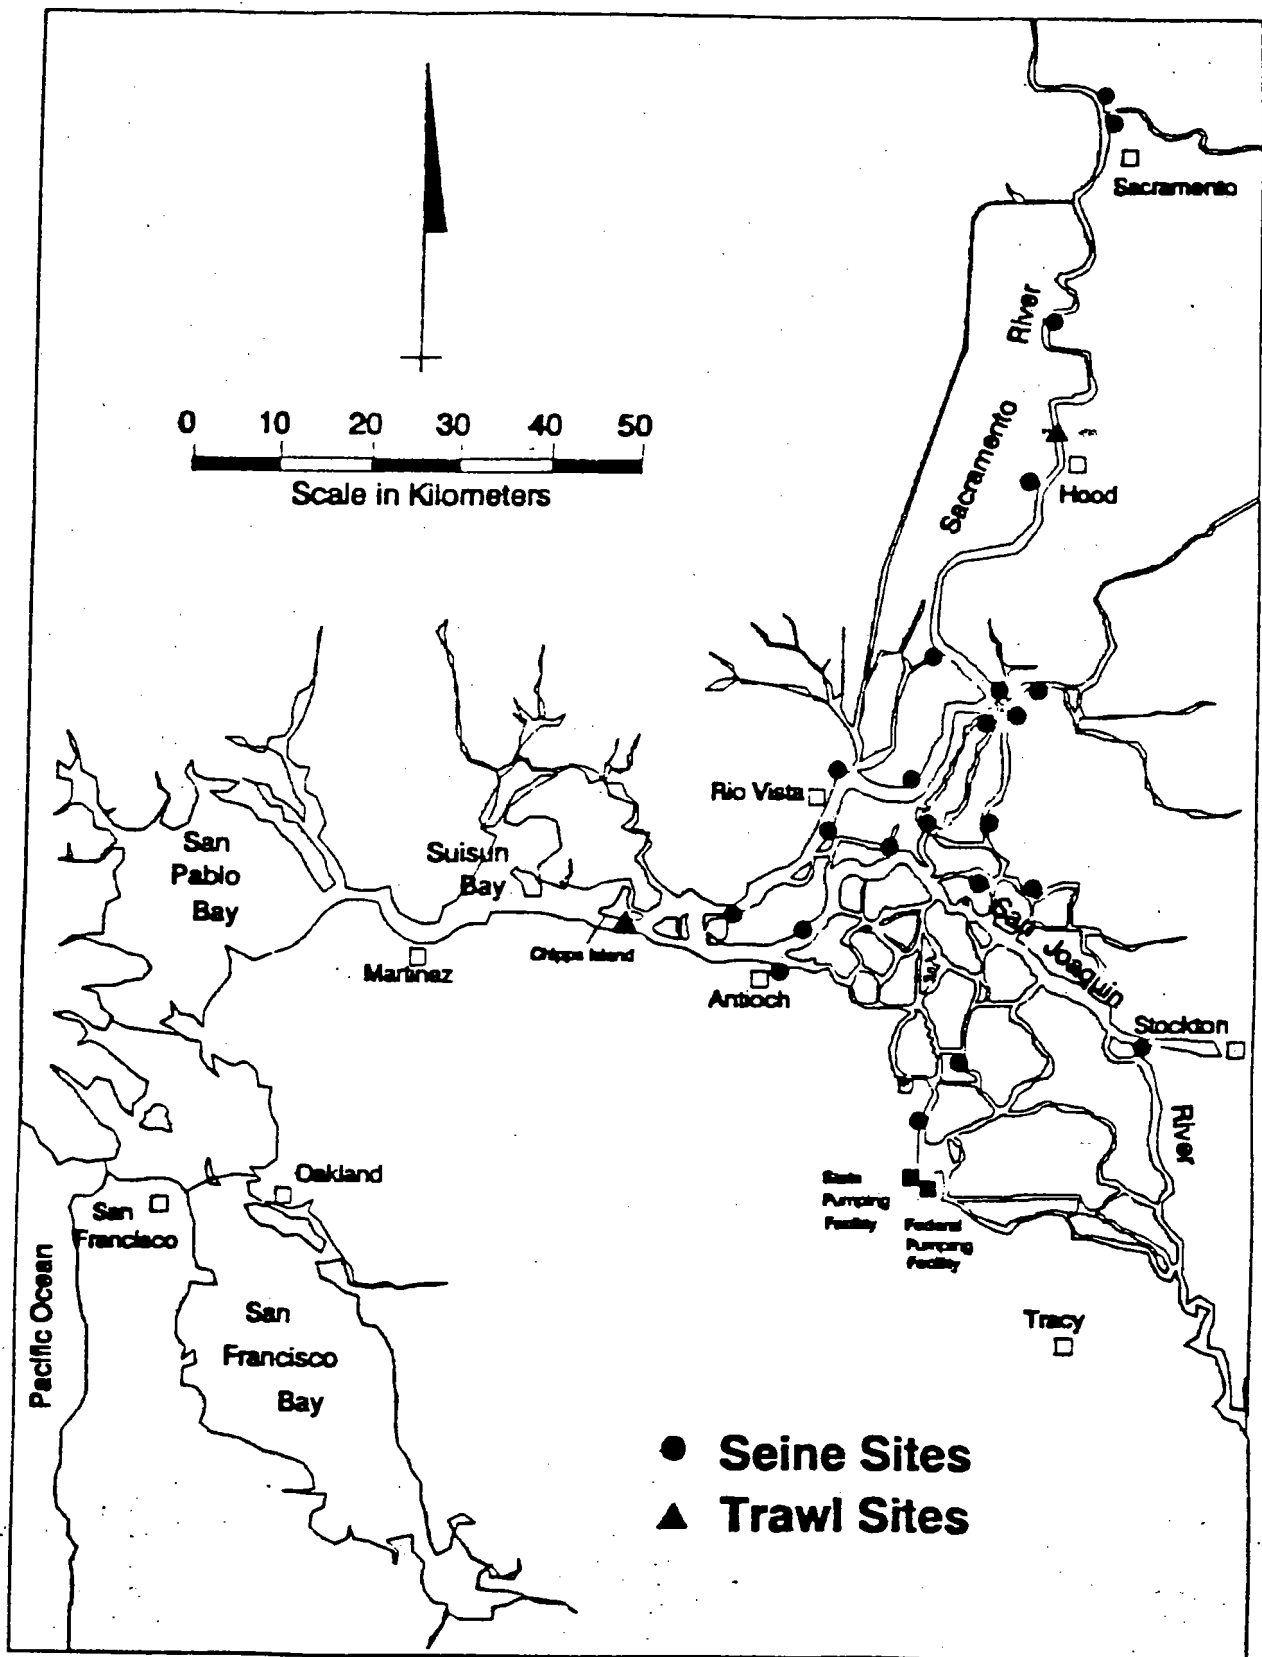 Sacramento
River
Sacramento
0 10 20 30 40 50
Scale in Kilometers
Hood
Rio Vista
San
Pablo
Bay
Suisun
Bay
Chipps Island
Martinez
Antioch
San Joaquin
Stockton
River
Oakland
San
Francisco
State
Pumping
Facility
Federal
Pumping
Facility
Pacific Ocean
San
Francisco
Bay
Tracy
Seine Sites
Trawl Sites